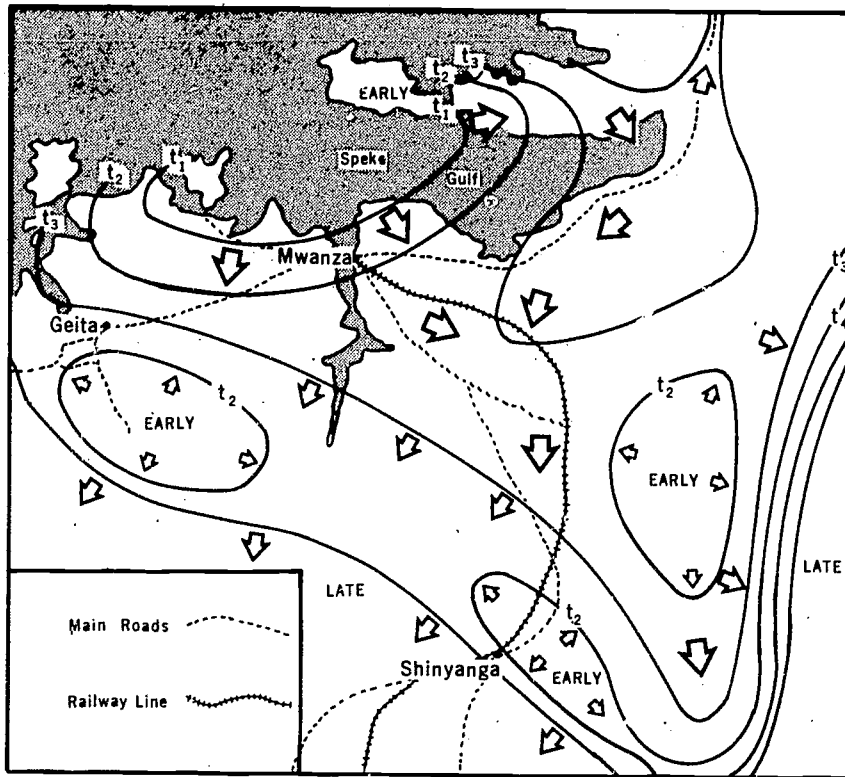 t3
t2
EARLY
t1
t1
t2
Speke
Gulf
t3
Mwanza
t3
Geita
t
t2
t2
EARLY
EARLY
LATE
LATE
t2
Main Roads
Shinyanga
EARLY
Railway Line